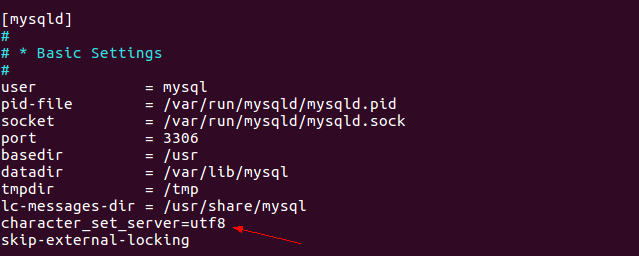 [mysqld]
#
# * Basic Settings
#
user            = mysql
pid-file        = /var/run/mysqld/mysqld.pid
socket          = /var/run/mysqld/mysqld.sock
port            = 3306
basedir         = /usr
datadir         = /var/lib/mysql
tmpdir          = /tmp
lc-messages-dir = /usr/share/mysql
character_set_server=utf8
skip-external-locking